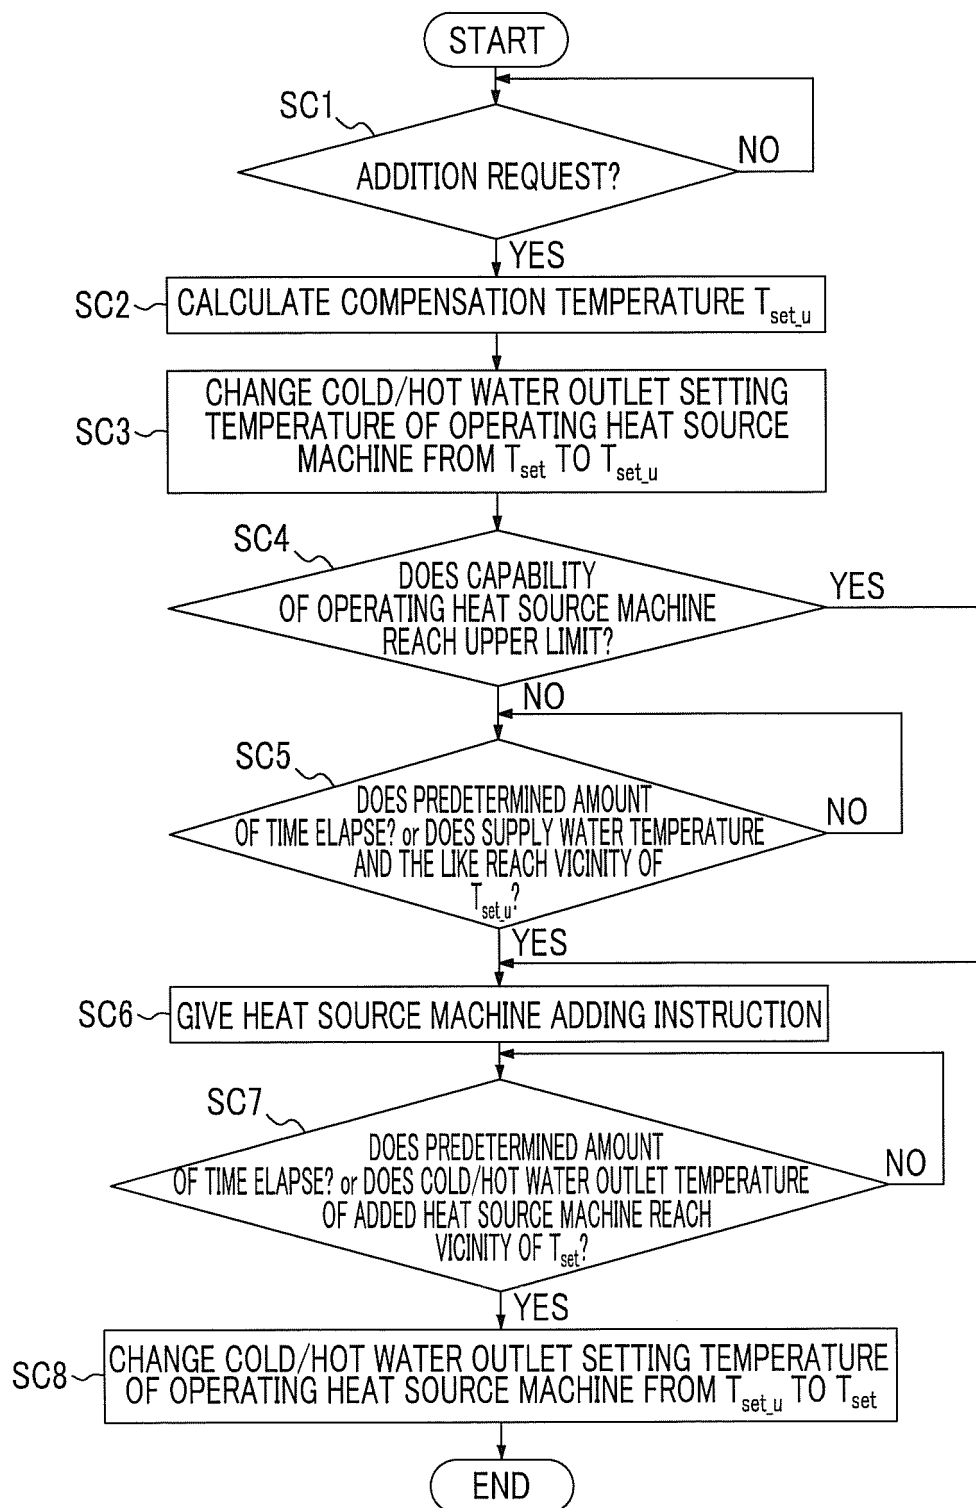 START
SC1
ADDITION REQUEST?
NO
YES
SC2
CALCULATE COMPENSATION TEMPERATURE Tset_u
SC3
CHANGE COLD/HOT WATER OUTLET SETTING
TEMPERATURE OF OPERATING HEAT SOURCE
MACHINE FROM Tset TO Tset_u
SC4
DOES CAPABILITY
OF OPERATING HEAT SOURCE MACHINE
REACH UPPER LIMIT?
YES
NO
SC5
DOES PREDETERMINED AMOUNT
OF TIME ELAPSE? or DOES SUPPLY WATER TEMPERATURE
AND THE LIKE REACH VICINITY OF
Tset_u?
NO
YES
SC6
GIVE HEAT SOURCE MACHINE ADDING INSTRUCTION
SC7
DOES PREDETERMINED AMOUNT
OF TIME ELAPSE? or DOES COLD/HOT WATER OUTLET TEMPERATURE
OF ADDED HEAT SOURCE MACHINE REACH
VICINITY OF Tset?
NO
YES
SC8
CHANGE COLD/HOT WATER OUTLET SETTING TEMPERATURE
OF OPERATING HEAT SOURCE MACHINE FROM Tset_u TO Tset
END